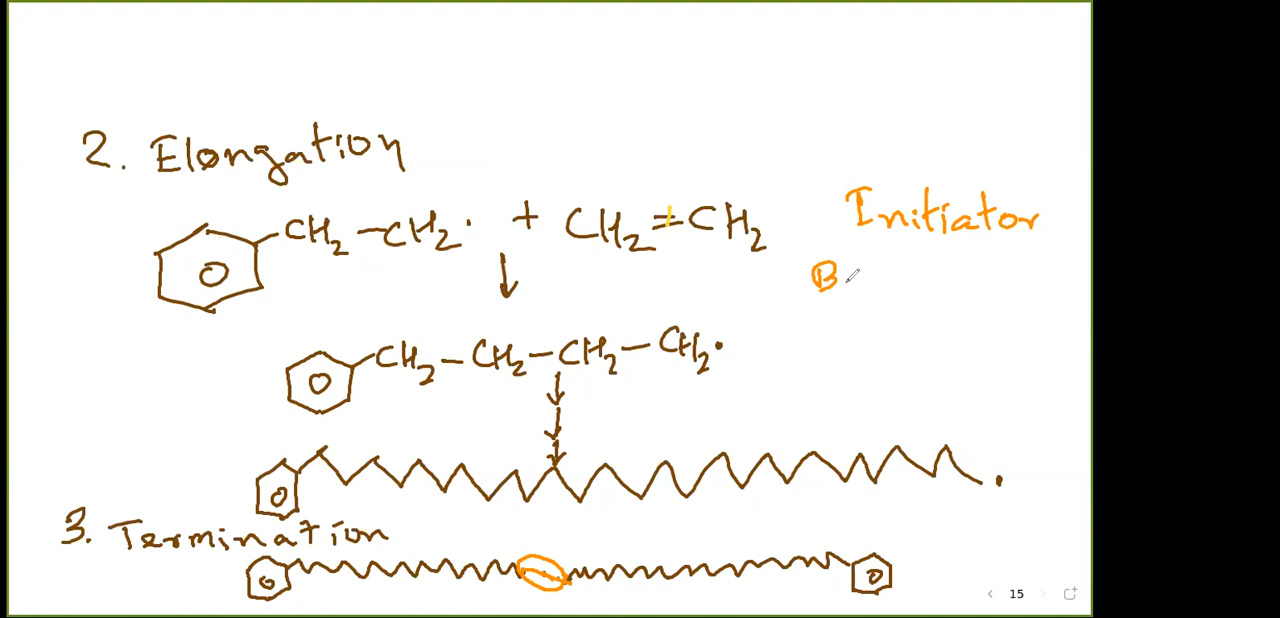 2. Elongation
CH2-CH2· + CH2=CH2
Initiator
B
CH2-CH2-CH2-CH2·
3. Termination
15